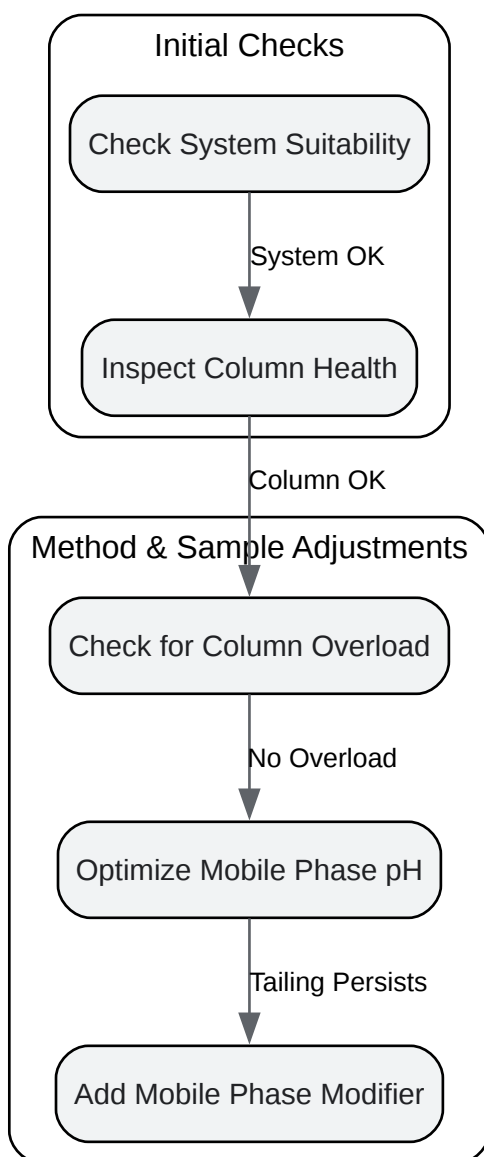 Initial Checks
Check System Suitability
System OK
Inspect Column Health
Column OK
Method & Sample Adjustments
Check for Column Overload
No Overload
Optimize Mobile Phase pH
Tailing Persists
Add Mobile Phase Modifier